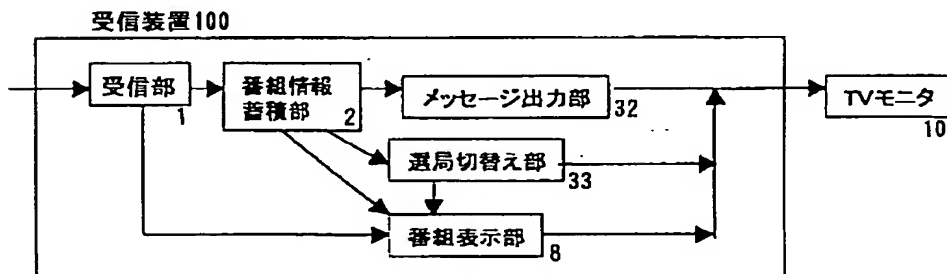 受信装置100
受信部
1
番組情報
蓄積部
2
メッセージ出力部
32
選局切替え部
33
番組表示部
8
TVモニタ
10